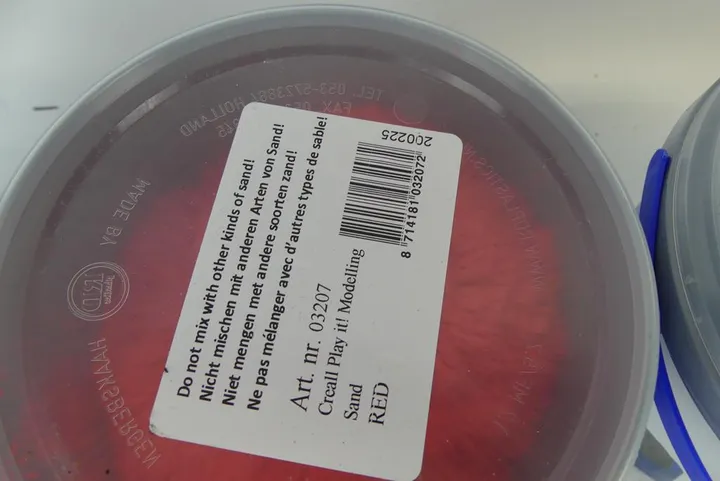 Do not mix with other kinds of sand!
Nicht mischen mit anderen Arten von Sand!
Niet mengen met andere soorten zand!
Ne pas mélanger avec d'autres types de sable!
Art. nr. 03207
Creall Play it! Modelling
Sand
RED
200225
8 714181 032072
MADE BY
HAAKSBERGEN
HOLLAND
FAX